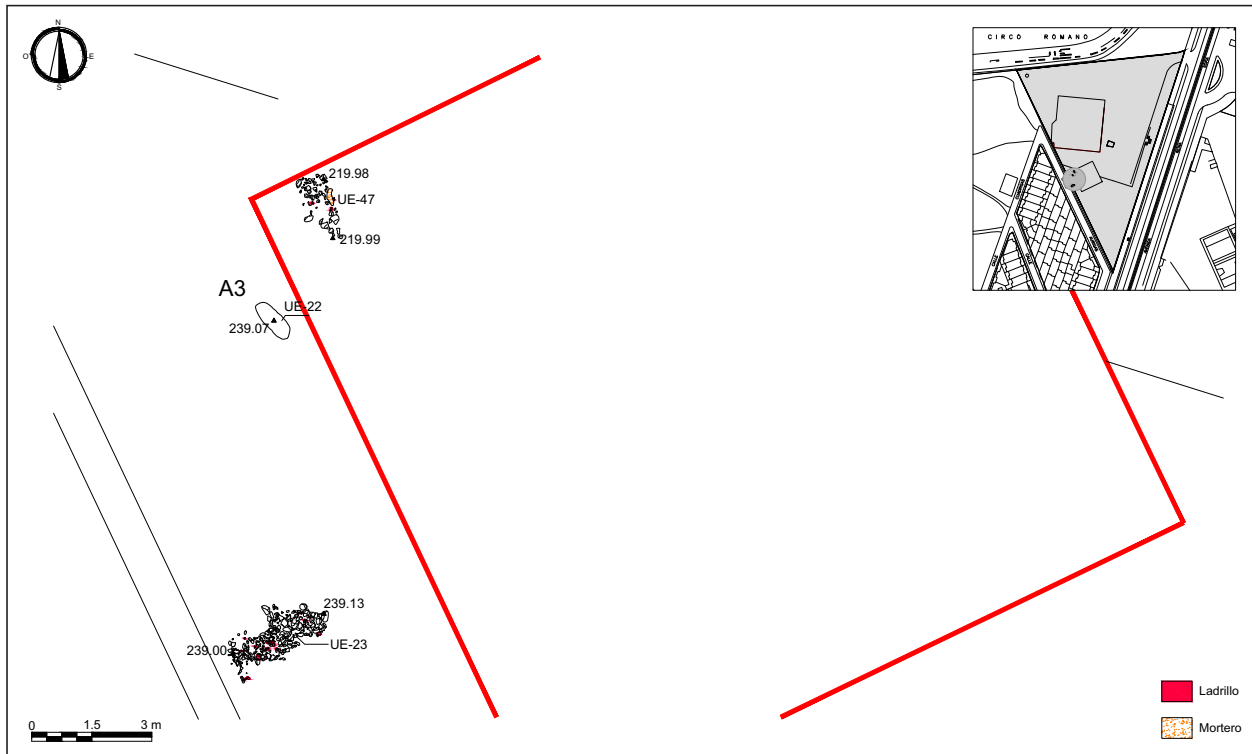 N
O E
S
CIRCO ROMANO
219.98
UE-47
219.99
A3
UE-22
239.07
239.13
UE-23
239.00
Ladrillo
Mortero
0 1.5 3 m